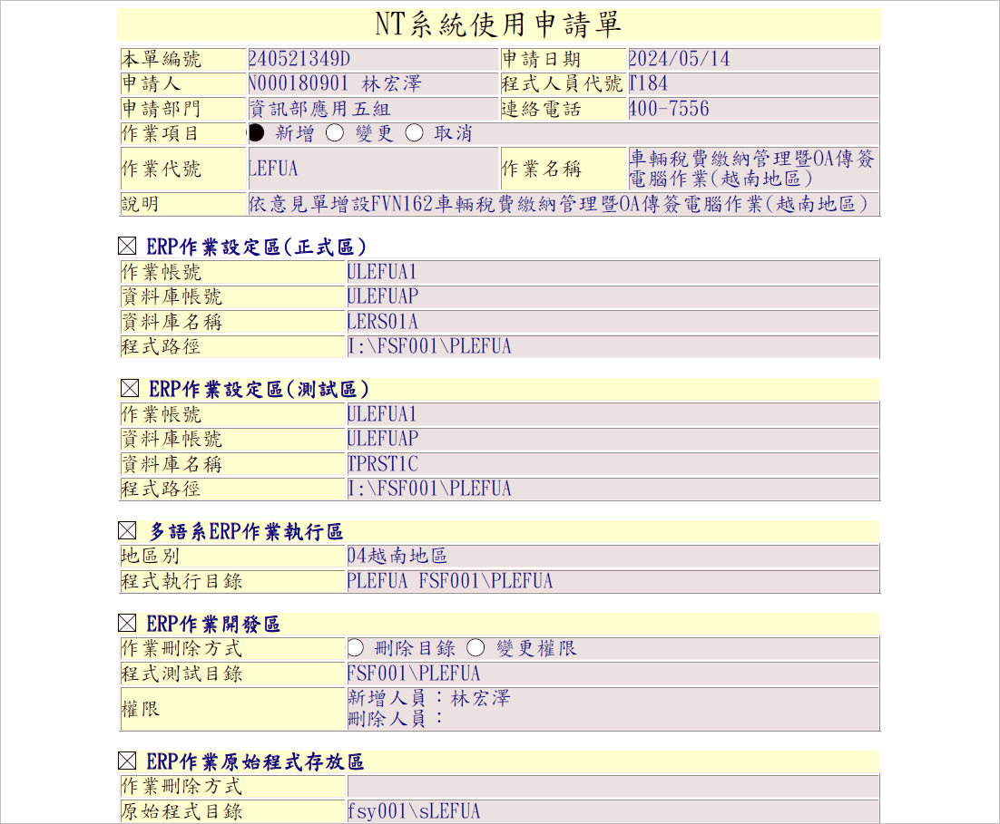 NT系統使用申請單
本單編號 240521349D 申請日期 2024/05/14
申請人 N000180901 林宏澤 程式人員代號 T184
申請部門 資訊部應用五組 連絡電話 400-7556
作業項目 ● 新增 ○ 變更 ○ 取消
作業代號 LEFUA 作業名稱 車輛稅費繳納管理暨OA傳簽
電腦作業(越南地區)
說明 依意見單增設FVN162車輛稅費繳納管理暨OA傳簽電腦作業(越南地區)
☒ ERP作業設定區(正式區)
作業帳號 ULEFUA1
資料庫帳號 ULEFUAP
資料庫名稱 LERS01A
程式路徑 I:\FSF001\PLEFUA
☒ ERP作業設定區(測試區)
作業帳號 ULEFUA1
資料庫帳號 ULEFUAP
資料庫名稱 TPRST1C
程式路徑 I:\FSF001\PLEFUA
☒ 多語系ERP作業執行區
地區別 04越南地區
程式執行目錄 PLEFUA FSF001\PLEFUA
☒ ERP作業開發區
作業刪除方式 ○ 刪除目錄 ○ 變更權限
程式測試目錄 FSF001\PLEFUA
權限 新增人員：林宏澤
刪除人員：
☒ ERP作業原始程式存放區
作業刪除方式
原始程式目錄 fsy001\sLEFUA